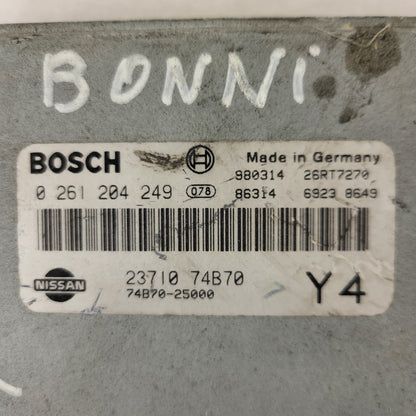 BONNi
BOSCH Made in Germany
980314 26RT7270
0 261 204 249 078 86314 6923 8649
NISSAN 23710 74B70
74B70-25000
Y4